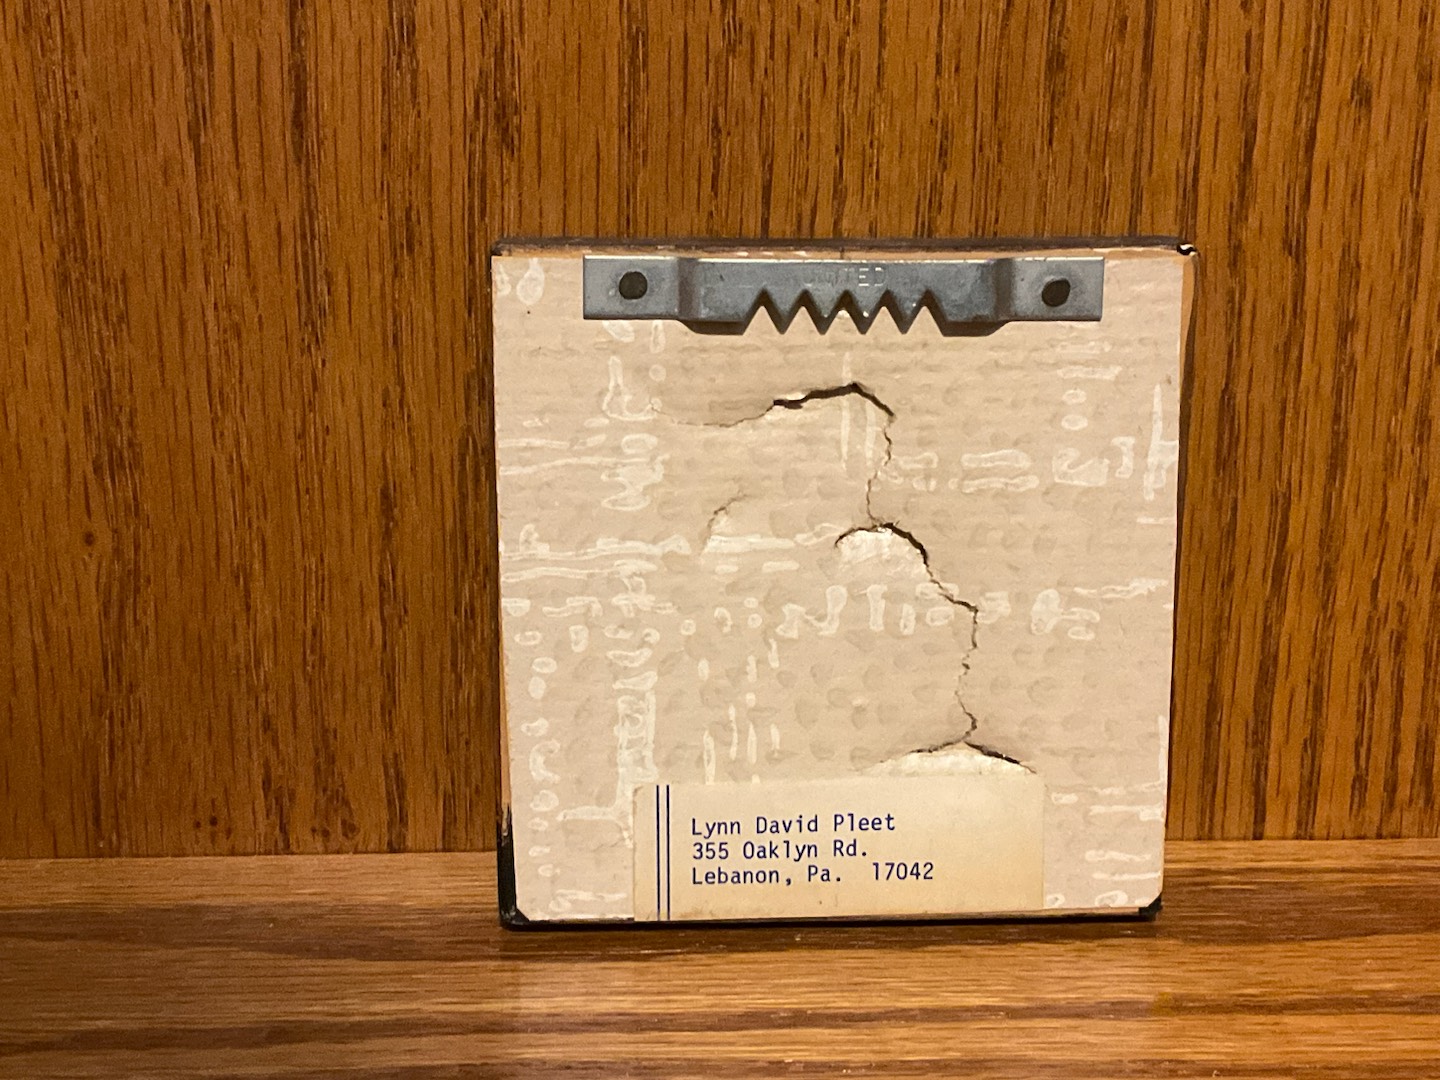 Lynn David Pleet
355 Oaklyn Rd.
Lebanon, Pa. 17042